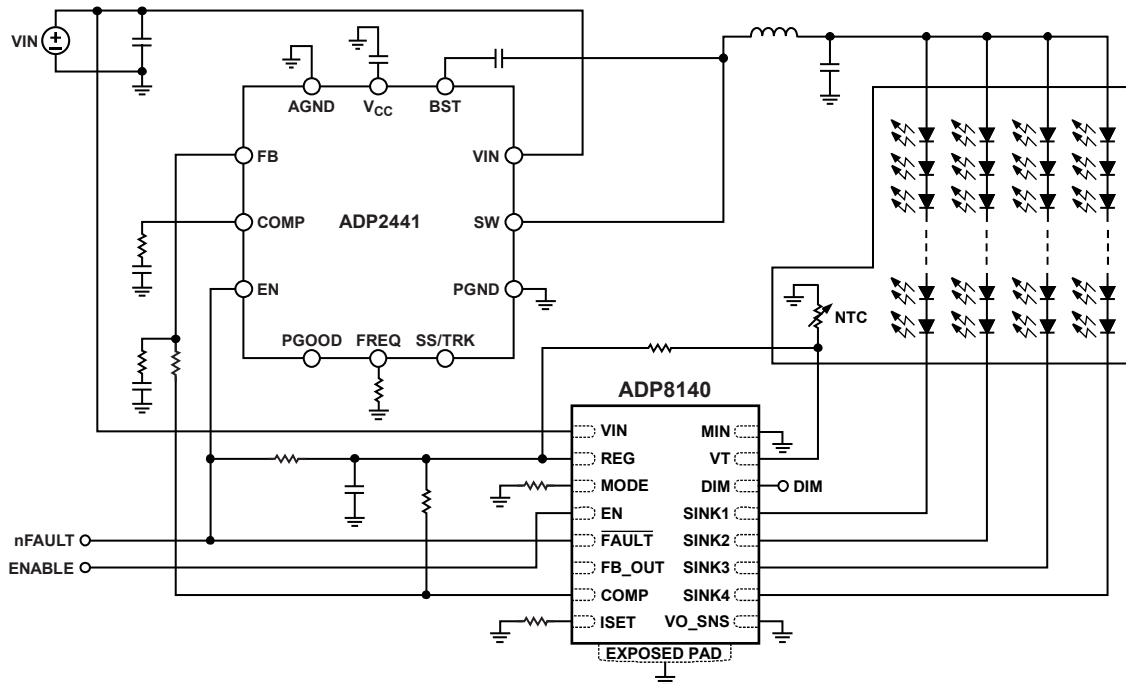 VIN
AGND
VCC
BST
FB
VIN
COMP
ADP2441
SW
EN
PGND
PGOOD
FREQ
SS/TRK
NTC
ADP8140
VIN
MIN
REG
VT
MODE
DIM
DIM
EN
SINK1
nFAULT
FAULT
SINK2
ENABLE
FB_OUT
SINK3
COMP
SINK4
ISET
VO_SNS
EXPOSED PAD